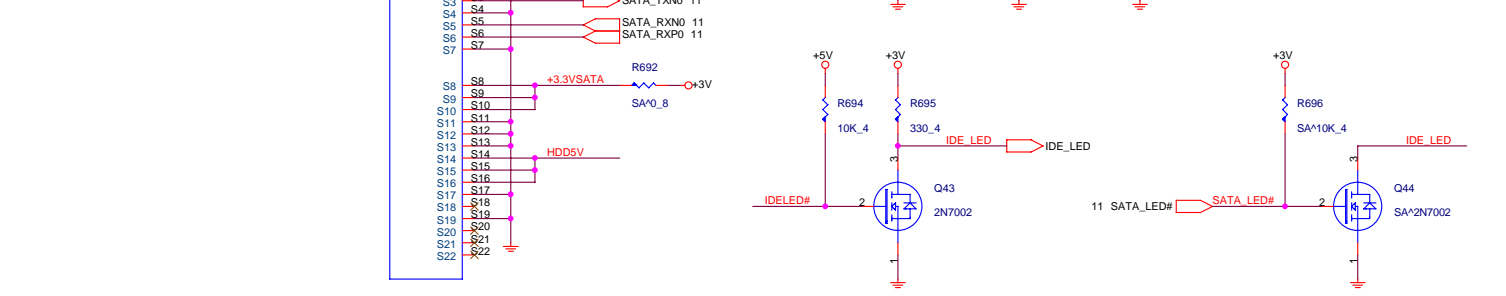 S3 SATA_TXN0 11
S4 S4
S5 S5 SATA_RXN0 11
S6 S6 SATA_RXP0 11
S7 S7
S8 S8 +3.3VSATA R692 +3V
SA^0_8
S9 S9
S10 S10
S11 S11
S12 S12
S13 S13
S14 S14 HDD5V
S15 S15
S16 S16
S17 S17
S18 S18
S19 S19
S20 S20
S21 S21
S22 S22
+5V +3V
R694 R695
10K_4 330_4
IDE_LED IDE_LED
3
IDELED# 2 Q43
2N7002
1
+3V
R696
SA^10K_4
IDE_LED
3
11 SATA_LED# SATA_LED# 2 Q44
SA^2N7002
1